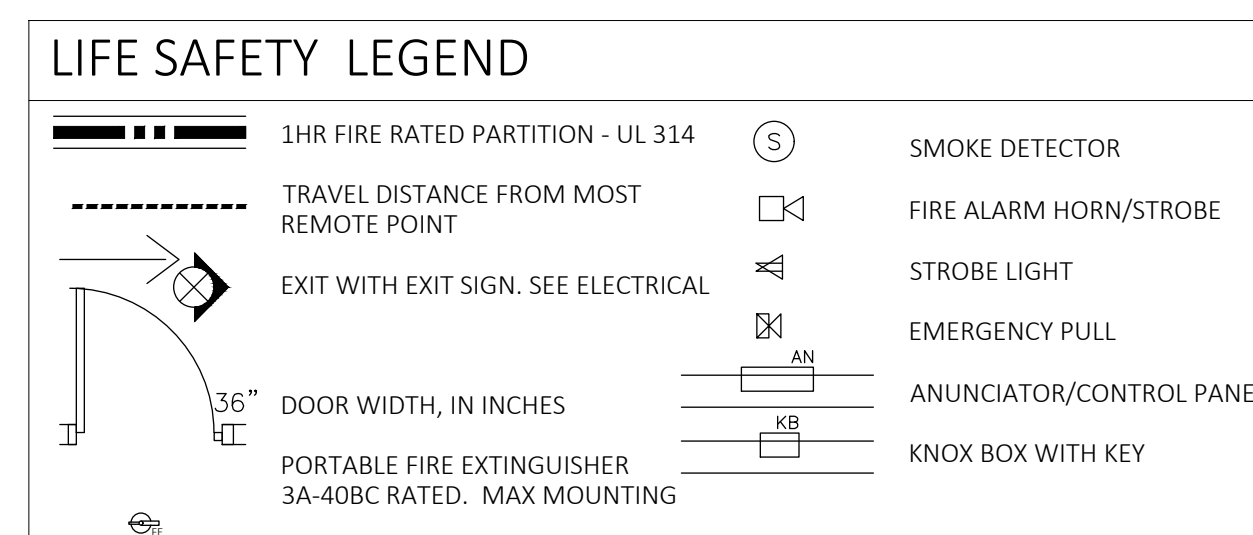 LIFE SAFETY LEGEND
1HR FIRE RATED PARTITION - UL 314
TRAVEL DISTANCE FROM MOST
REMOTE POINT
EXIT WITH EXIT SIGN. SEE ELECTRICAL
36"
DOOR WIDTH, IN INCHES
PORTABLE FIRE EXTINGUISHER
3A-40BC RATED. MAX MOUNTING
S
SMOKE DETECTOR
FIRE ALARM HORN/STROBE
STROBE LIGHT
EMERGENCY PULL
AN
ANUNCIATOR/CONTROL PANE
KB
KNOX BOX WITH KEY